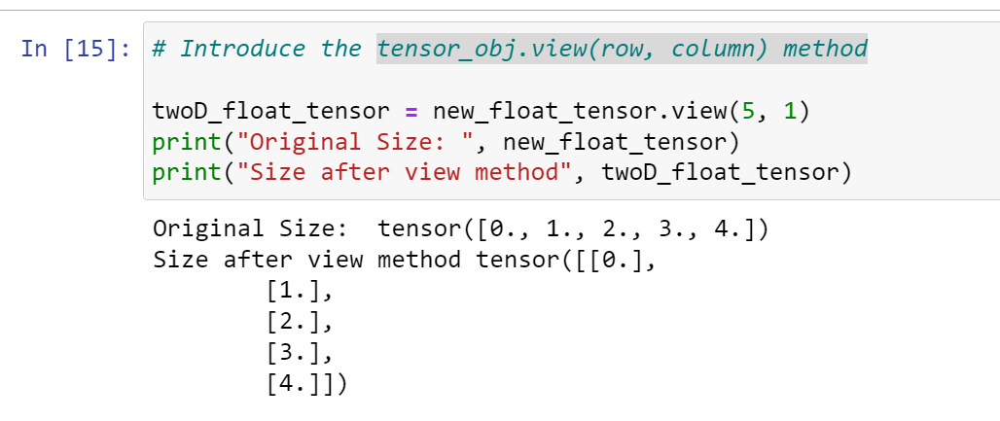 In [15]: # Introduce the tensor_obj.view(row, column) method
twoD_float_tensor = new_float_tensor.view(5, 1)
print("Original Size: ", new_float_tensor)
print("Size after view method", twoD_float_tensor)
Original Size:  tensor([0., 1., 2., 3., 4.])
Size after view method tensor([[0.],
        [1.],
        [2.],
        [3.],
        [4.]])